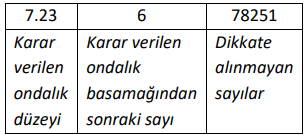 7.23 6 78251
Karar Karar verilen Dikkate
verilen ondalık alınmayan
ondalık basamağından sayılar
düzeyi sonraki sayı